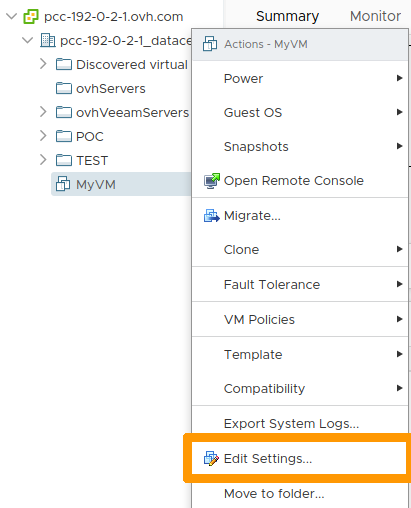 pcc-192-0-2-1.ovh.com
Summary
Monitor
pcc-192-0-2-1_datace
Discovered virtual
ovhServers
ovhVeeamServers
POC
TEST
MyVM
Actions - MyVM
Power
Guest OS
Snapshots
Open Remote Console
Migrate...
Clone
Fault Tolerance
VM Policies
Template
Compatibility
Export System Logs...
Edit Settings...
Move to folder...